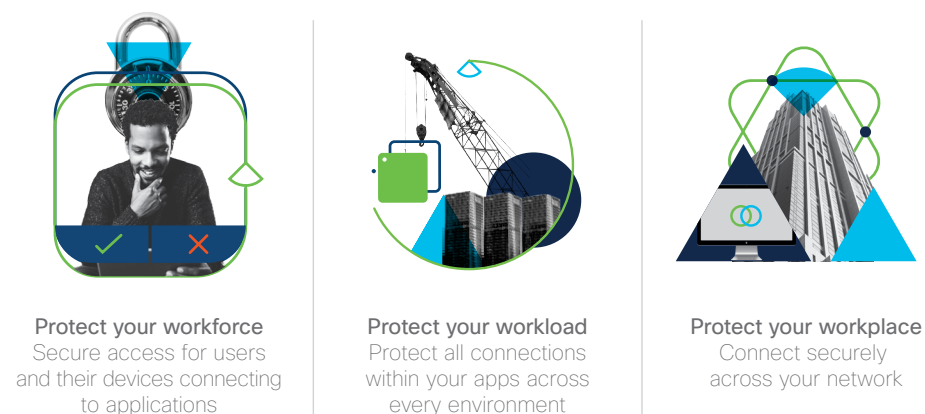 Protect your workforce
Secure access for users
and their devices connecting
to applications
Protect your workload
Protect all connections
within your apps across
every environment
Protect your workplace
Connect securely
across your network